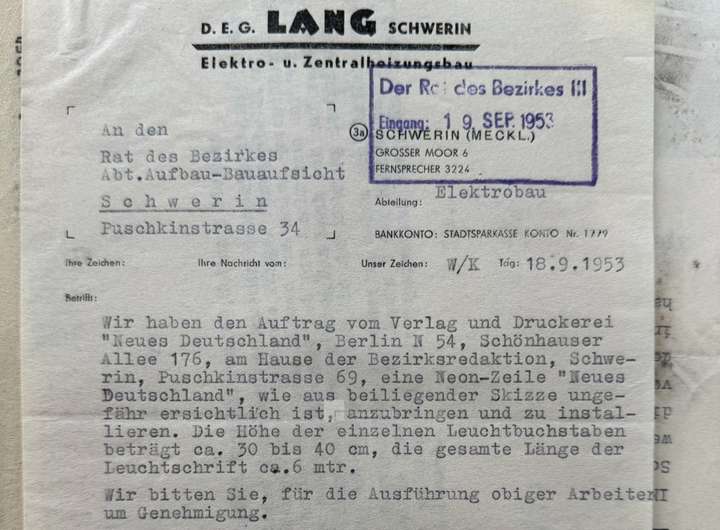 D. E. G. LANG SCHWERIN
Elektro- u. Zentralheizungsbau
Der Rat des Bezirkes III
Eingang: 19. SEP. 1953
An den
Rat des Bezirkes
Abt.Aufbau-Bauaufsicht
Schwerin
Puschkinstrasse 34
3a SCHWERIN (MECKL.)
GROSSER MOOR 6
FERNSPRECHER 3224
Abteilung: Elektrobau
BANKKONTO: STADTSPARKASSE KONTO Nr. 1779
Ihre Zeichen: Ihre Nachricht vom: Unser Zeichen: W/K Tag: 18.9.1953
Betrifft:
Wir haben den Auftrag vom Verlag und Druckerei
"Neues Deutschland", Berlin N 54, Schönhauser
Allee 176, am Hause der Bezirksredaktion, Schwe-
rin, Puschkinstrasse 69, eine Neon-Zeile "Neues
Deutschland", wie aus beiliegender Skizze unge-
fähr ersichtlich ist, anzubringen und zu instal-
lieren. Die Höhe der einzelnen Leuchtbuchstaben
beträgt ca. 30 bis 40 cm, die gesamte Länge der
Leuchtschrift ca.6 mtr.
Wir bitten Sie, für die Ausführung obiger Arbeiten
um Genehmigung.